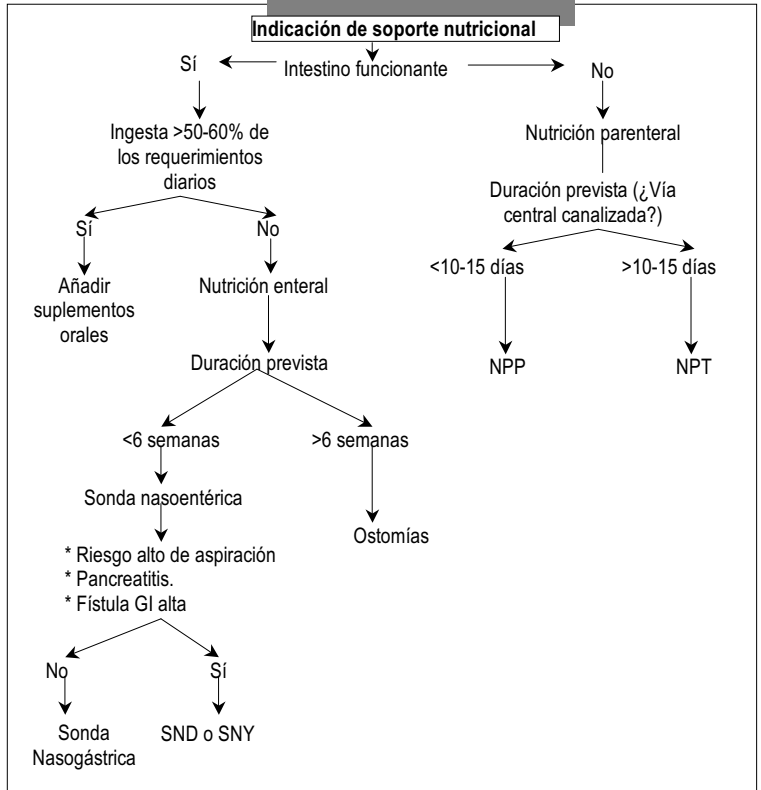 Indicación de soporte nutricional
Sí
Intestino funcionante
No
Ingesta >50-60% de
los requerimientos
diarios
Nutrición parenteral
Duración prevista (¿Vía
central canalizada?)
Sí
No
<10-15 días
>10-15 días
Añadir
suplementos
orales
Nutrición enteral
Duración prevista
NPP
NPT
<6 semanas
>6 semanas
Sonda nasoentérica
Ostomías
* Riesgo alto de aspiración
* Pancreatitis.
* Fístula GI alta
No
Sí
Sonda
Nasogástrica
SND o SNY